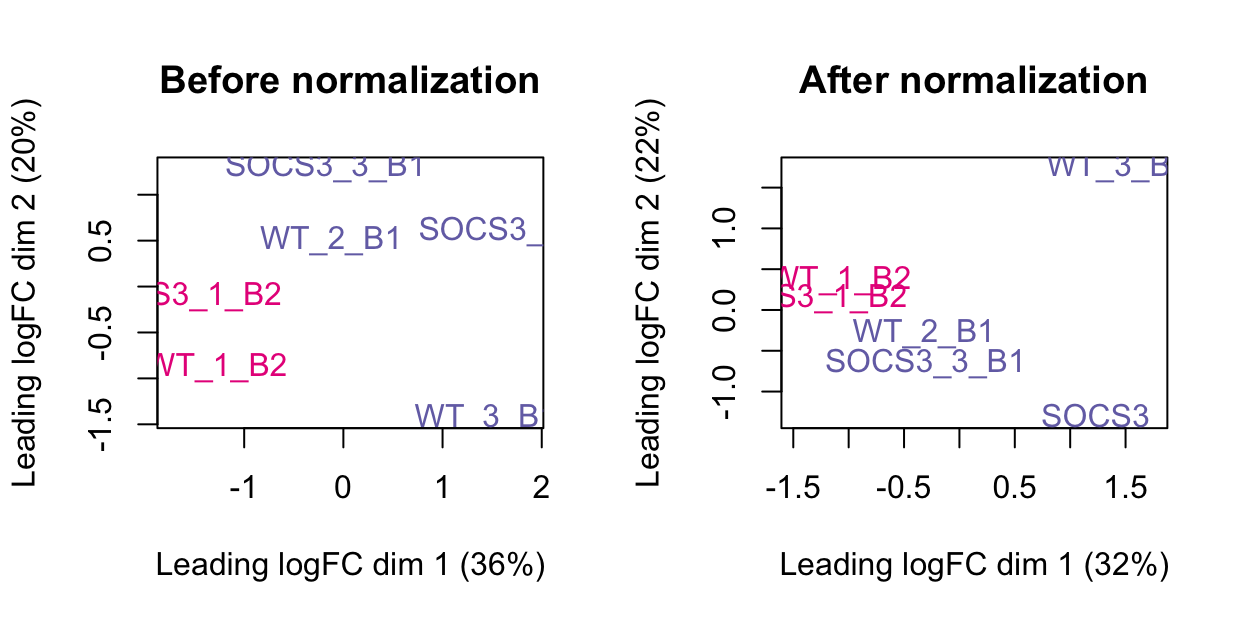 Before normalization
Leading logFC dim 2 (20%)
0.5
-0.5
-1.5
SOCS3_3_B1
WT_2_B1
SOCS3_
S3_1_B2
WT_1_B2
WT_3_B
-1
0
1
2
Leading logFC dim 1 (36%)
After normalization
Leading logFC dim 2 (22%)
1.0
0.0
-1.0
WT_3_B
WT_1_B2
S3_1_B2
WT_2_B1
SOCS3_3_B1
SOCS3
-1.5
-0.5
0.5
1.5
Leading logFC dim 1 (32%)